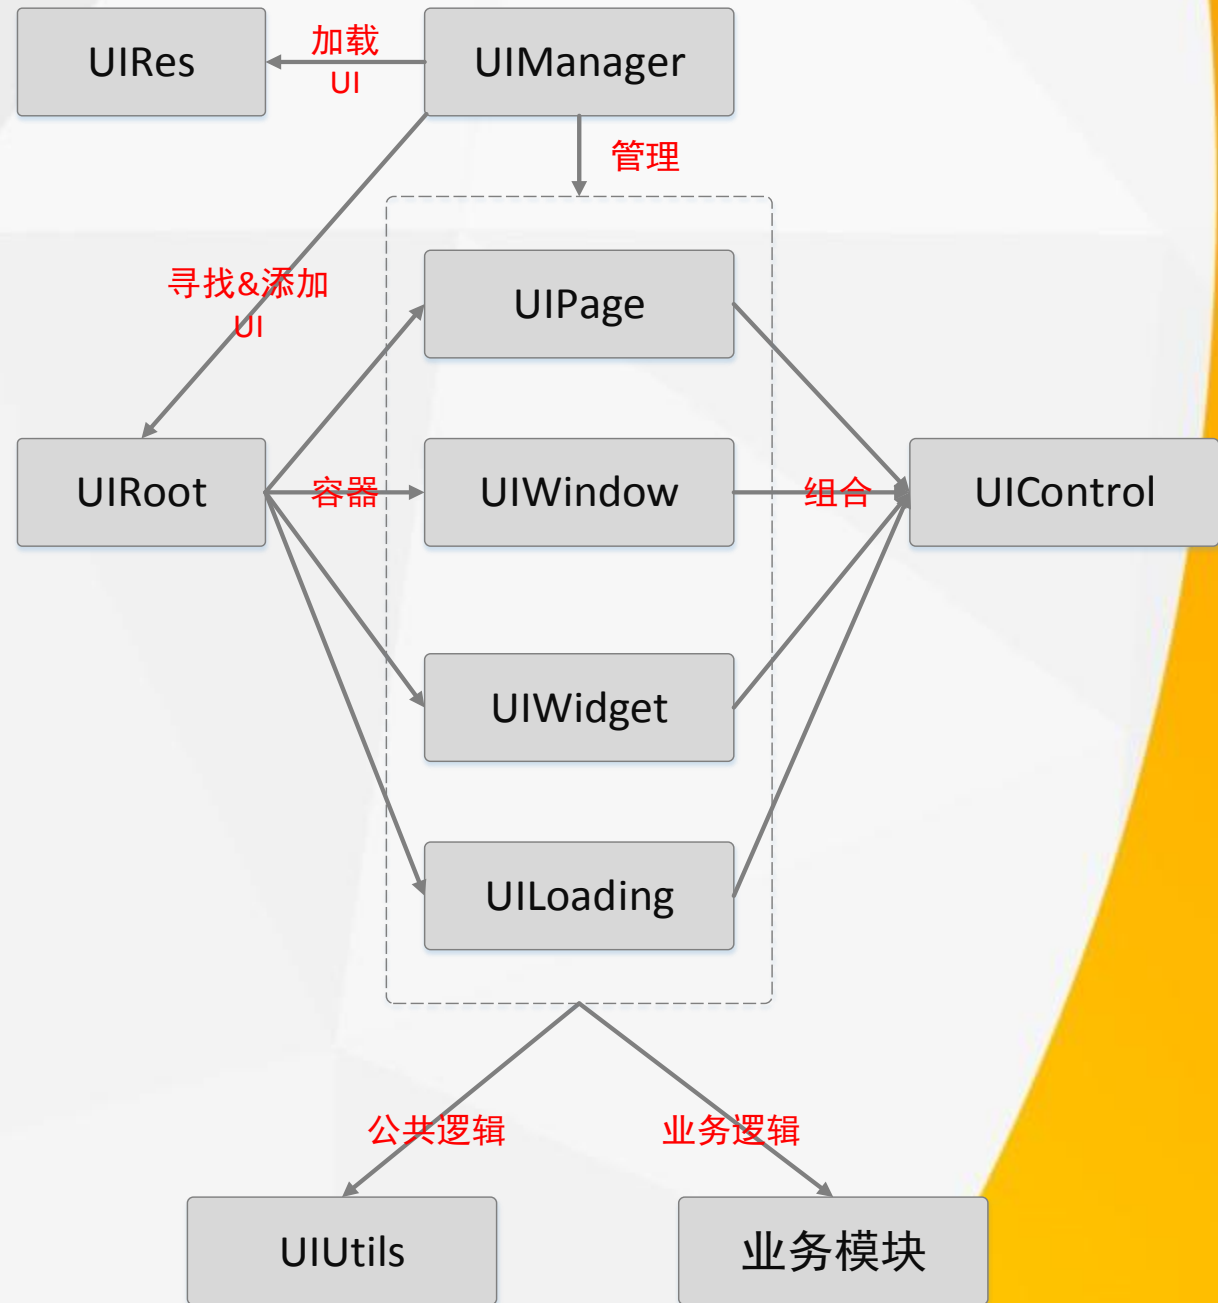 UIRes
加载
UI
UIManager
管理
寻找&添加
UI
UIPage
UIRoot
容器
UIWindow
组合
UIControl
UIWidget
UILoading
公共逻辑
业务逻辑
UIUtils
业务模块